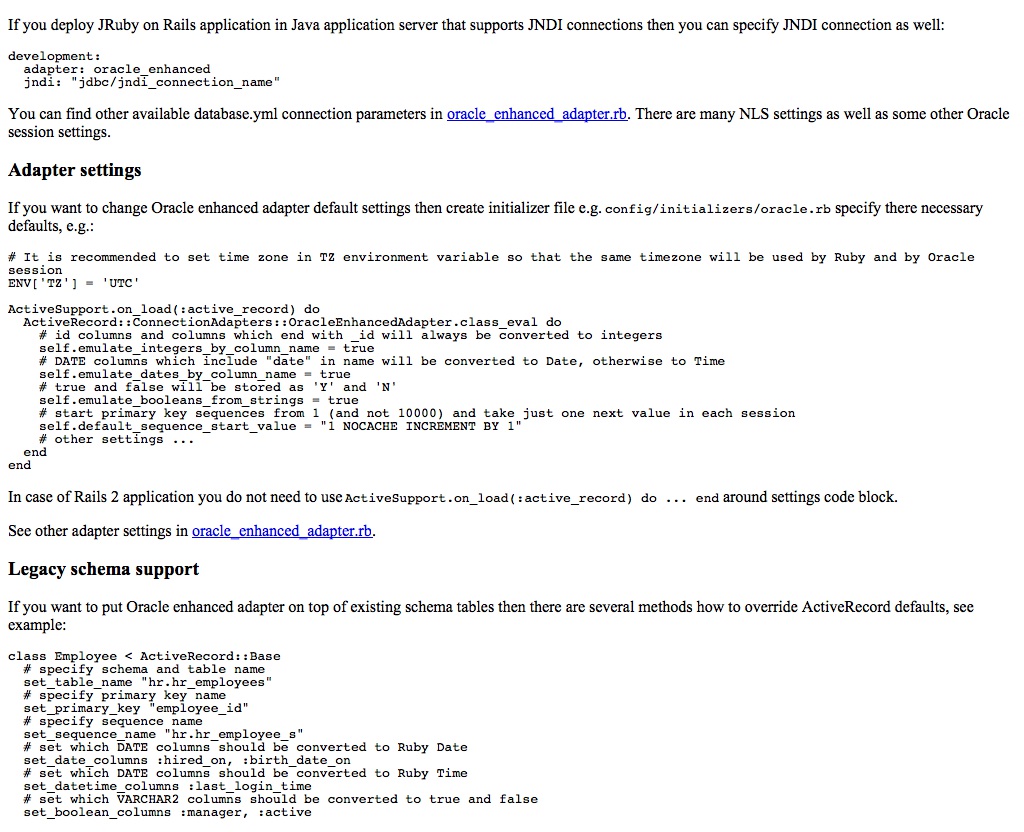 If you deploy JRuby on Rails application in Java application server that supports JNDI connections then you can specify JNDI connection as well:
development:
  adapter: oracle_enhanced
  jndi: "jdbc/jndi_connection_name"
You can find other available database.yml connection parameters in oracle_enhanced_adapter.rb. There are many NLS settings as well as some other Oracle
session settings.
Adapter settings
If you want to change Oracle enhanced adapter default settings then create initializer file e.g. config/initializers/oracle.rb specify there necessary
defaults, e.g.:
# It is recommended to set time zone in TZ environment variable so that the same timezone will be used by Ruby and by Oracle
session
ENV['TZ'] = 'UTC'
ActiveSupport.on_load(:active_record) do
  ActiveRecord::ConnectionAdapters::OracleEnhancedAdapter.class_eval do
    # id columns and columns which end with _id will always be converted to integers
    self.emulate_integers_by_column_name = true
    # DATE columns which include "date" in name will be converted to Date, otherwise to Time
    self.emulate_dates_by_column_name = true
    # true and false will be stored as 'Y' and 'N'
    self.emulate_booleans_from_strings = true
    # start primary key sequences from 1 (and not 10000) and take just one next value in each session
    self.default_sequence_start_value = "1 NOCACHE INCREMENT BY 1"
    # other settings ...
  end
end
In case of Rails 2 application you do not need to use ActiveSupport.on_load(:active_record) do ... end around settings code block.
See other adapter settings in oracle_enhanced_adapter.rb.
Legacy schema support
If you want to put Oracle enhanced adapter on top of existing schema tables then there are several methods how to override ActiveRecord defaults, see
example:
class Employee < ActiveRecord::Base
  # specify schema and table name
  set_table_name "hr.hr_employees"
  # specify primary key name
  set_primary_key "employee_id"
  # specify sequence name
  set_sequence_name "hr.hr_employee_s"
  # set which DATE columns should be converted to Ruby Date
  set_date_columns :hired_on, :birth_date_on
  # set which DATE columns should be converted to Ruby Time
  set_datetime_columns :last_login_time
  # set which VARCHAR2 columns should be converted to true and false
  set_boolean_columns :manager, :active